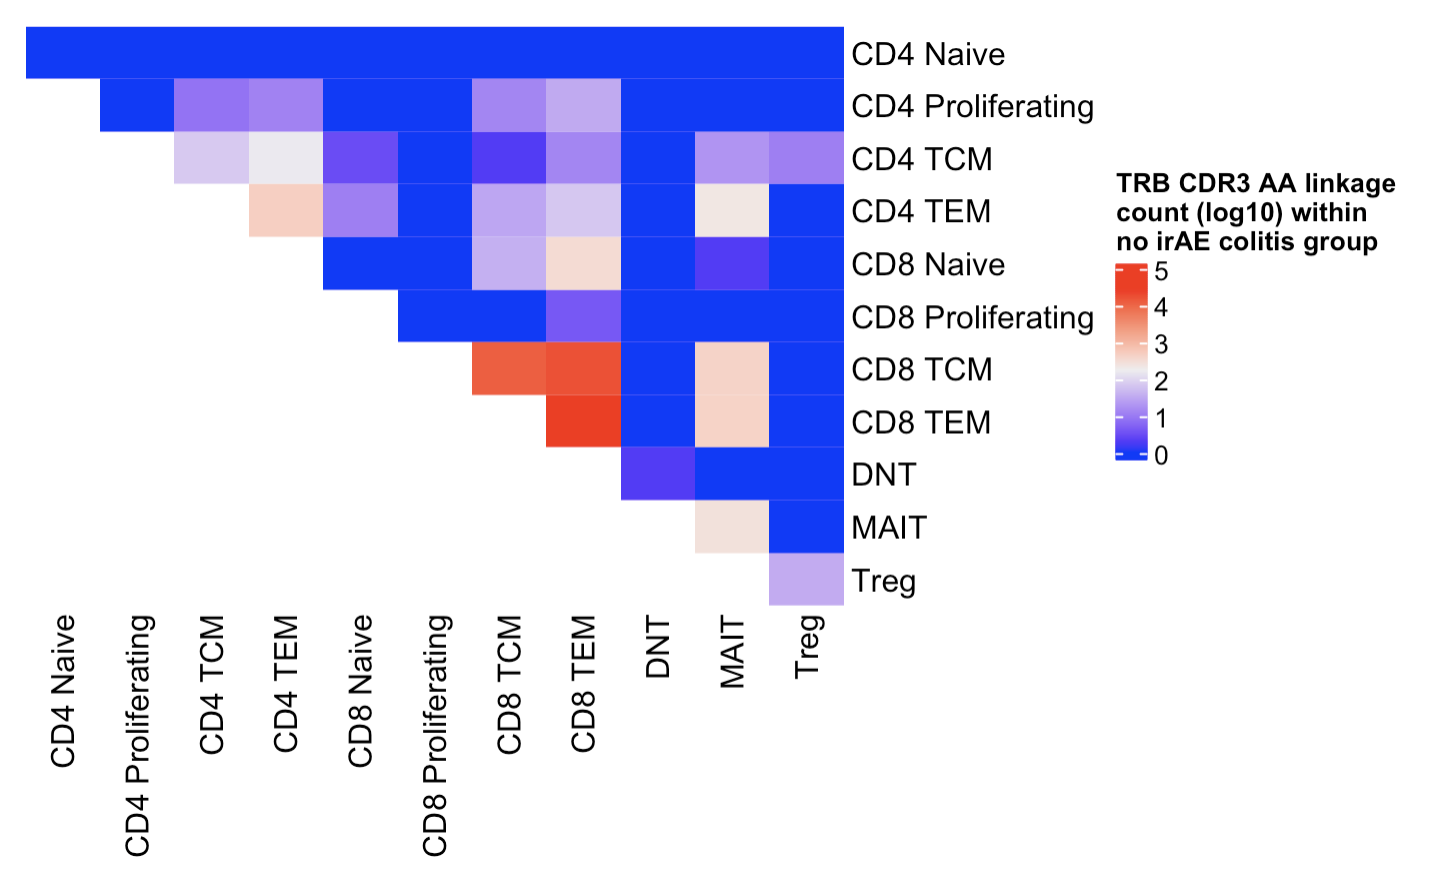 CD4 Naive
CD4 Proliferating
CD4 TCM
CD4 TEM
CD8 Naive
CD8 Proliferating
CD8 TCM
CD8 TEM
DNT
MAIT
Treg
TRB CDR3 AA linkage
count (log10) within
no irAE colitis group
5
4
3
2
1
0
CD4 Naive
CD4 Proliferating
CD4 TCM
CD4 TEM
CD8 Naive
CD8 Proliferating
CD8 TCM
CD8 TEM
DNT
MAIT
Treg